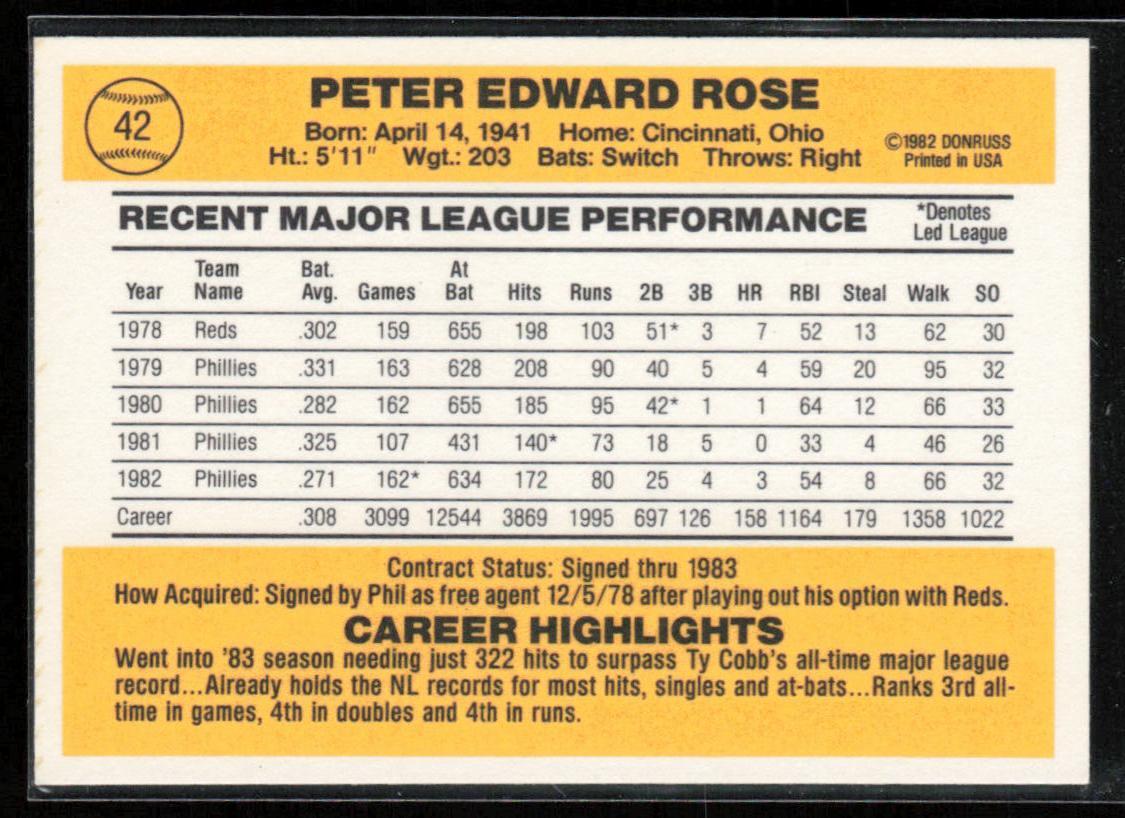 42
PETER EDWARD ROSE
Born: April 14, 1941 Home: Cincinnati, Ohio
Ht.: 5'11" Wgt.: 203 Bats: Switch Throws: Right
©1982 DONRUSS
Printed in USA
RECENT MAJOR LEAGUE PERFORMANCE
*Denotes
Led League
Year Team Name Bat. Avg. Games At Bat Hits Runs 2B 3B HR RBI Steal Walk SO
1978 Reds .302 159 655 198 103 51* 3 7 52 13 62 30
1979 Phillies .331 163 628 208 90 40 5 4 59 20 95 32
1980 Phillies .282 162 655 185 95 42* 1 1 64 12 66 33
1981 Phillies .325 107 431 140* 73 18 5 0 33 4 46 26
1982 Phillies .271 162* 634 172 80 25 4 3 54 8 66 32
Career .308 3099 12544 3869 1995 697 126 158 1164 179 1358 1022
Contract Status: Signed thru 1983
How Acquired: Signed by Phil as free agent 12/5/78 after playing out his option with Reds.
CAREER HIGHLIGHTS
Went into '83 season needing just 322 hits to surpass Ty Cobb's all-time major league
record...Already holds the NL records for most hits, singles and at-bats...Ranks 3rd all-
time in games, 4th in doubles and 4th in runs.